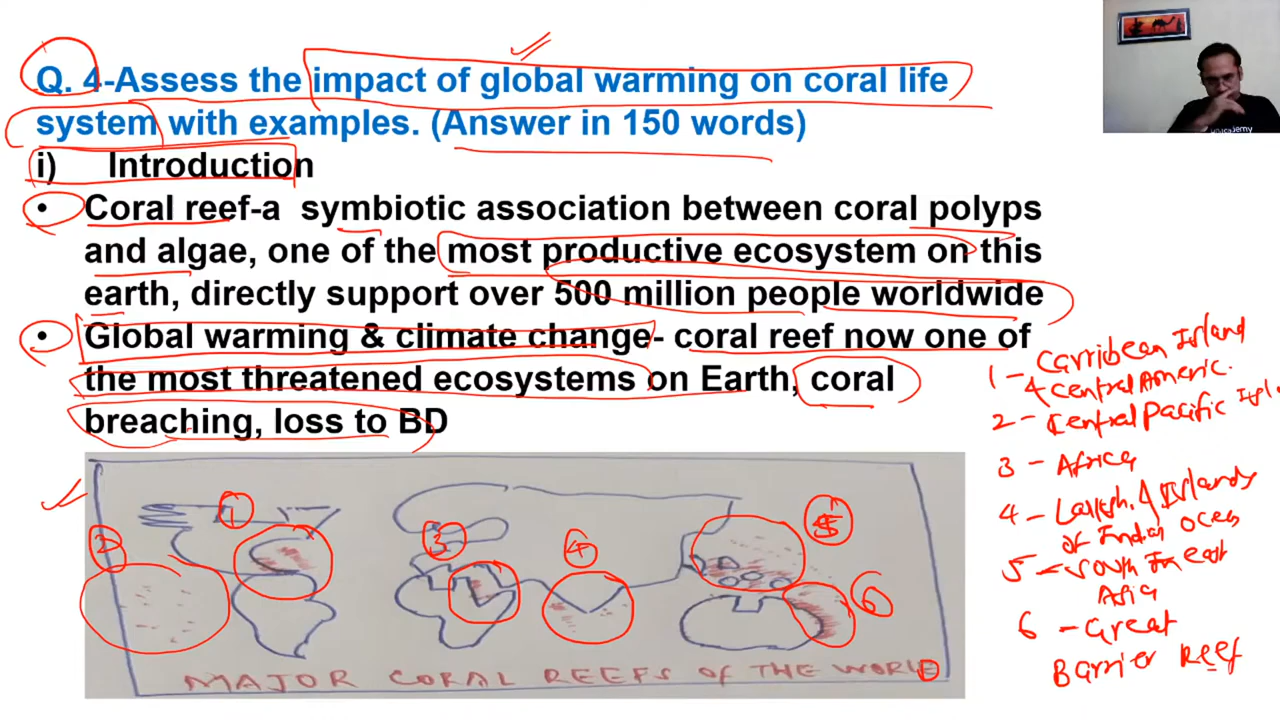 Q. 4-Assess the impact of global warming on coral life
system with examples. (Answer in 150 words)
i) Introduction
• Coral reef-a symbiotic association between coral polyps
and algae, one of the most productive ecosystem on this
earth, directly support over 500 million people worldwide
• Global warming & climate change- coral reef now one of
the most threatened ecosystems on Earth, coral
breaching, loss to BD
1 - Carribean Island
& Central Americ.
2 - Central Pacific
3 - Africa
4 - Laksh. & Islands
of Indian Ocean
5 - South East
Asia
6 - Great
Barrier Reef
1
2
3
4
5
6
MAJOR CORAL REEFS OF THE WORLD